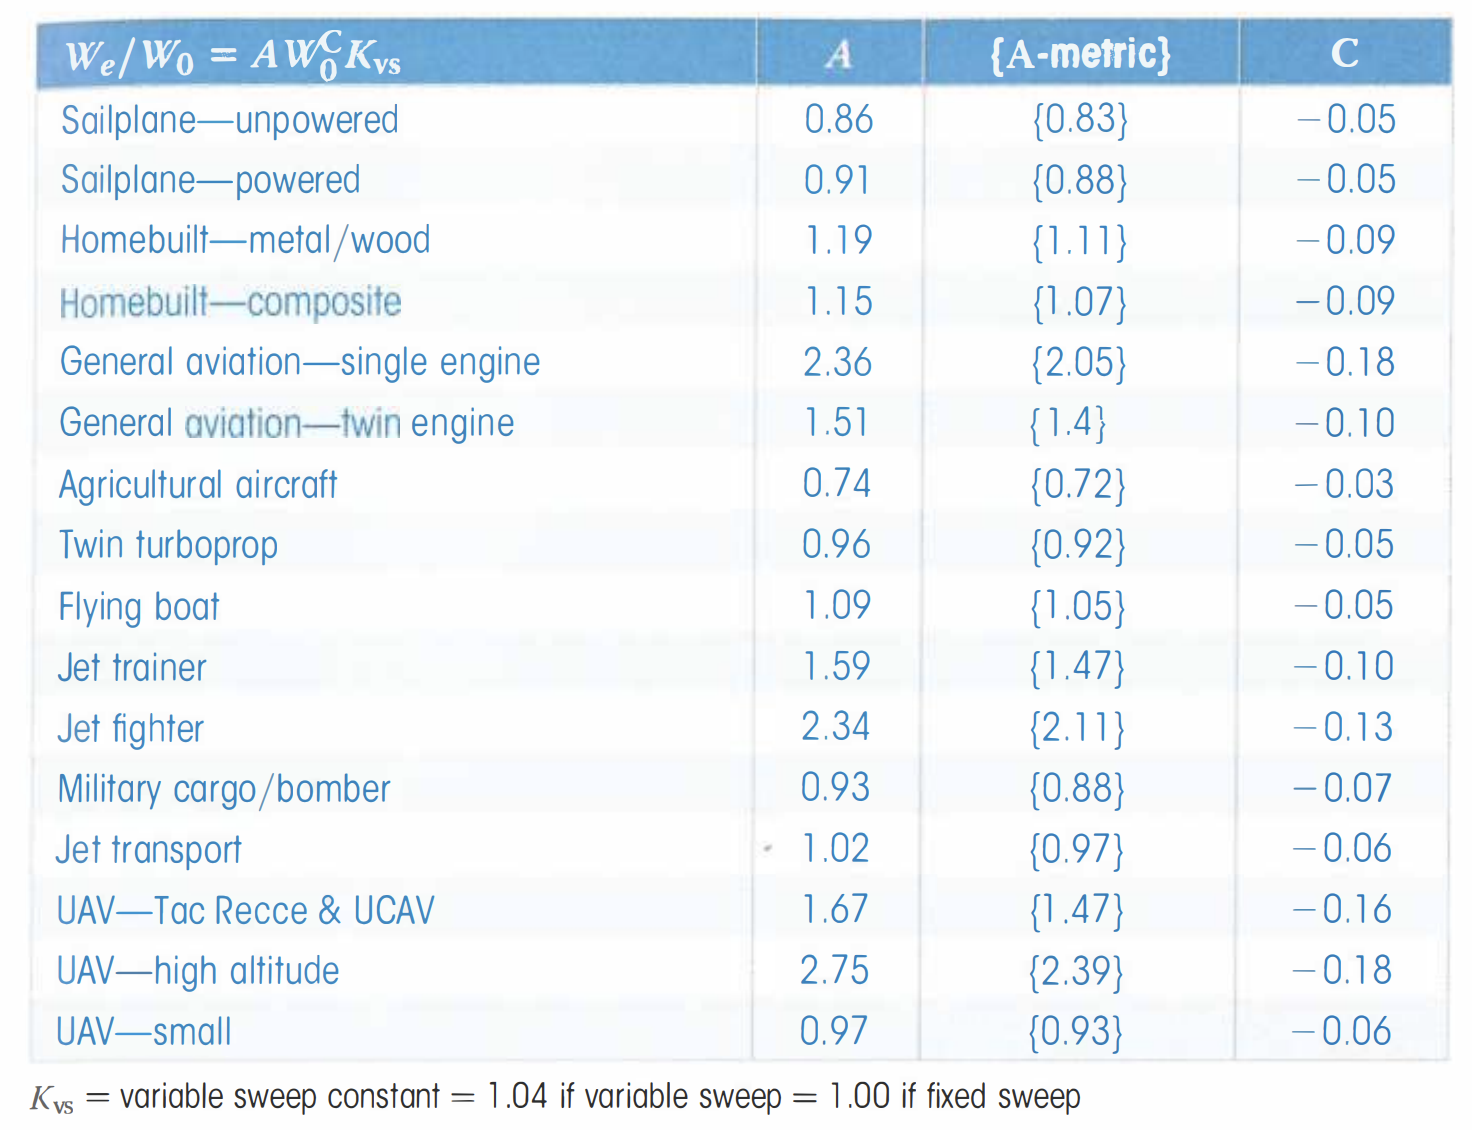 We/W0 = AW0^C Kvs A {A-metric} C
Sailplane—unpowered 0.86 {0.83} −0.05
Sailplane—powered 0.91 {0.88} −0.05
Homebuilt—metal/wood 1.19 {1.11} −0.09
Homebuilt—composite 1.15 {1.07} −0.09
General aviation—single engine 2.36 {2.05} −0.18
General aviation—twin engine 1.51 {1.4} −0.10
Agricultural aircraft 0.74 {0.72} −0.03
Twin turboprop 0.96 {0.92} −0.05
Flying boat 1.09 {1.05} −0.05
Jet trainer 1.59 {1.47} −0.10
Jet fighter 2.34 {2.11} −0.13
Military cargo/bomber 0.93 {0.88} −0.07
Jet transport 1.02 {0.97} −0.06
UAV—Tac Recce & UCAV 1.67 {1.47} −0.16
UAV—high altitude 2.75 {2.39} −0.18
UAV—small 0.97 {0.93} −0.06
Kvs = variable sweep constant = 1.04 if variable sweep = 1.00 if fixed sweep